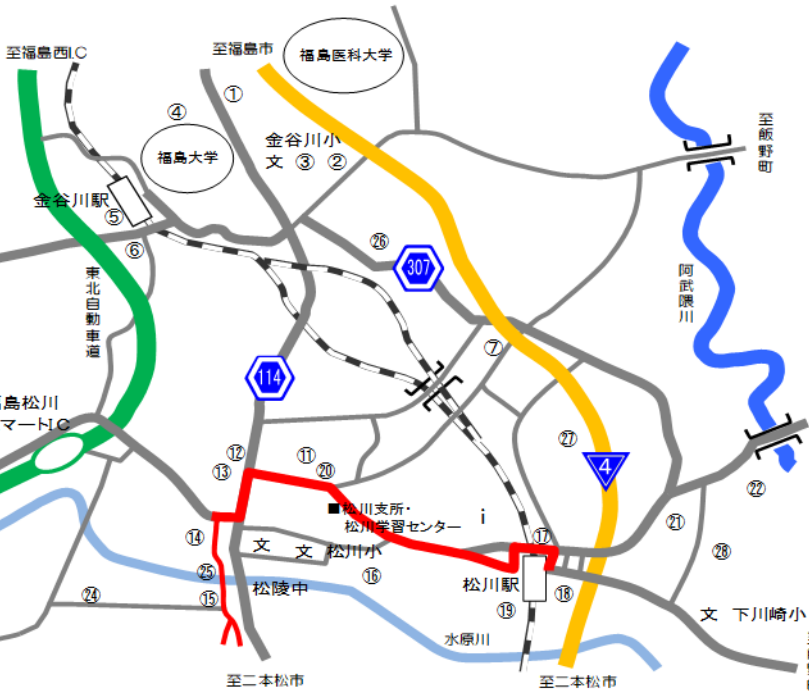 至福島西I.C
至福島市
福島医科大学
①
④
至飯野町
金谷川小
文 ③ ②
福島大学
金谷川駅
⑤
⑥
㉖
307
東北自動車道
阿武隈川
⑦
114
島松川
マートI.C
⑫
⑬
⑪
⑳
㉗
4
㉒
■松川支所・
松川学習センター
i
㉑
⑭
⑰
文 文 松川小
㉘
㉕
⑯
松陵中
松川駅
⑱
㉔
⑮
⑲
文 下川崎小
水原川
至二本松市
至二本松市